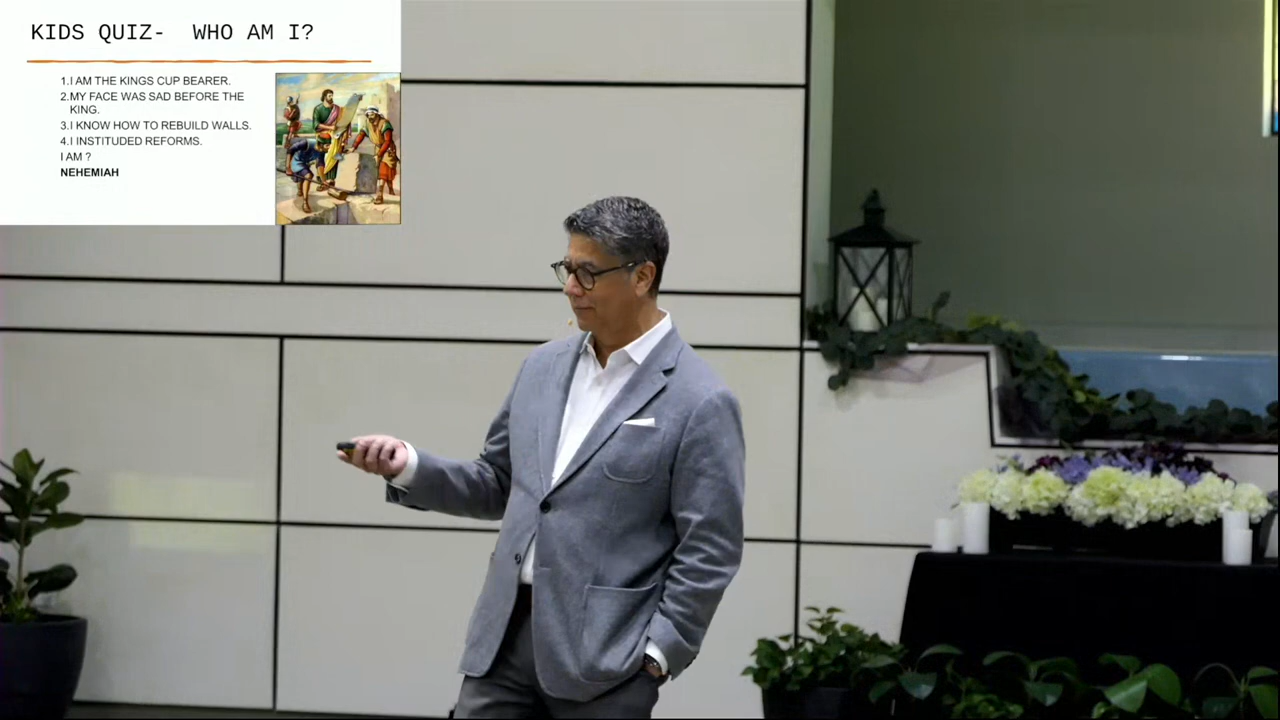 KIDS QUIZ-  WHO AM I?
1.I AM THE KINGS CUP BEARER.
2.MY FACE WAS SAD BEFORE THE
KING.
3.I KNOW HOW TO REBUILD WALLS.
4.I INSTITUDED REFORMS.
I AM ?
NEHEMIAH